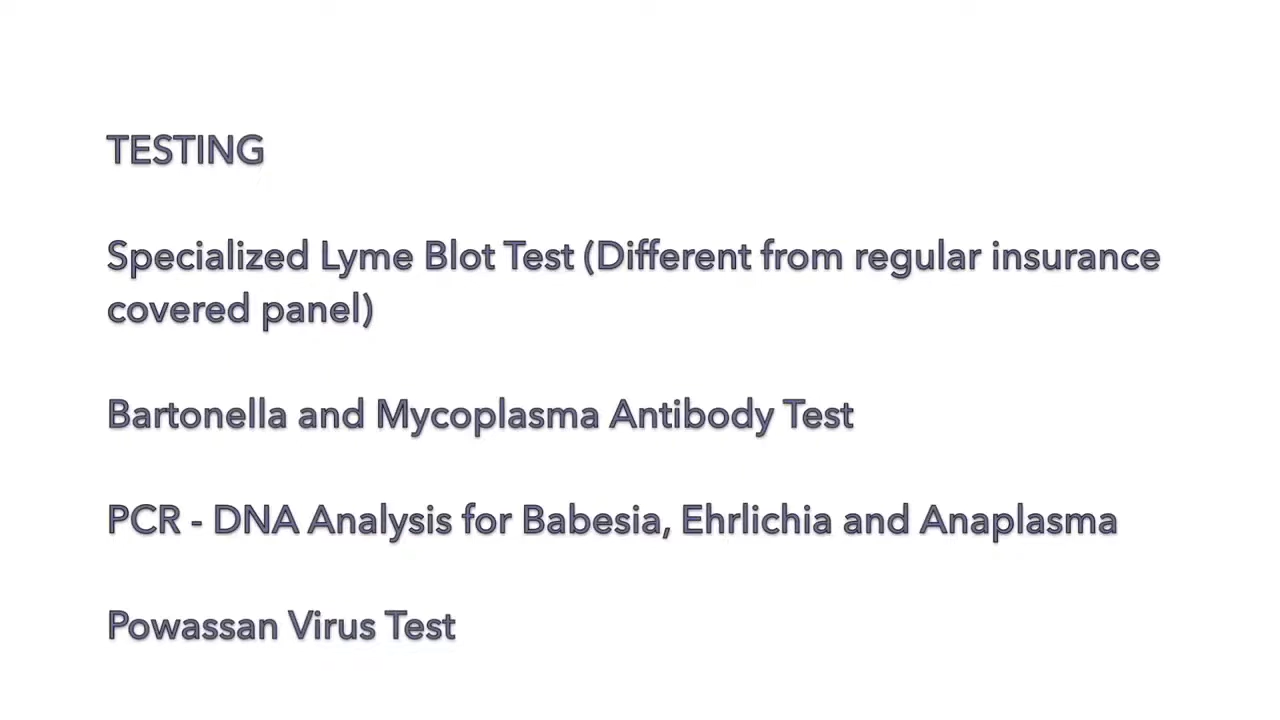 TESTING
Specialized Lyme Blot Test (Different from regular insurance
covered panel)
Bartonella and Mycoplasma Antibody Test
PCR - DNA Analysis for Babesia, Ehrlichia and Anaplasma
Powassan Virus Test